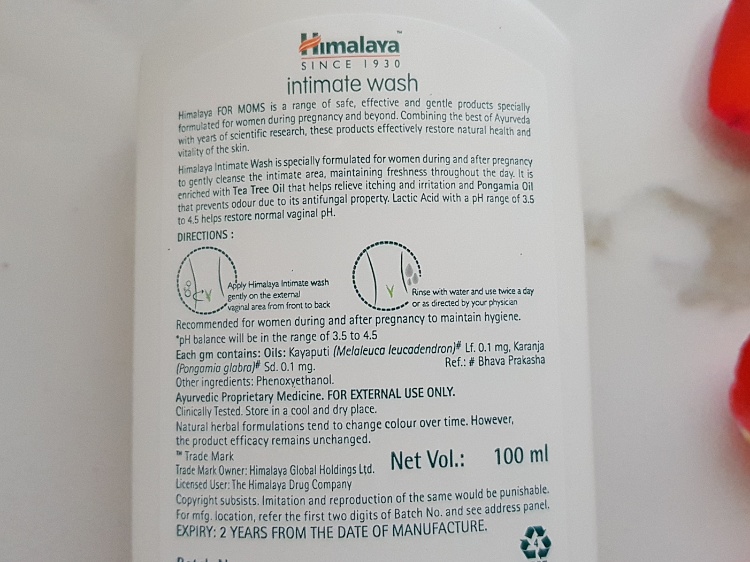 Himalaya™
SINCE 1930
intimate wash
Himalaya FOR MOMS is a range of safe, effective and gentle products specially
formulated for women during pregnancy and beyond. Combining the best of Ayurveda
with years of scientific research, these products effectively restore natural health and
vitality of the skin.
Himalaya Intimate Wash is specially formulated for women during and after pregnancy
to gently cleanse the intimate area, maintaining freshness throughout the day. It is
enriched with Tea Tree Oil that helps relieve itching and irritation and Pongamia Oil
that prevents odour due to its antifungal property. Lactic Acid with a pH range of 3.5
to 4.5 helps restore normal vaginal pH.
DIRECTIONS :
Apply Himalaya Intimate wash
gently on the external
vaginal area from front to back
Rinse with water and use twice a day
or as directed by your physician
Recommended for women during and after pregnancy to maintain hygiene.
*pH balance will be in the range of 3.5 to 4.5
Each gm contains: Oils: Kayaputi (Melaleuca leucadendron)# Lf. 0.1 mg, Karanja
(Pongamia glabra)# Sd. 0.1 mg. Ref.: # Bhava Prakasha
Other ingredients: Phenoxyethanol.
Ayurvedic Proprietary Medicine. FOR EXTERNAL USE ONLY.
Clinically Tested. Store in a cool and dry place.
Natural herbal formulations tend to change colour over time. However,
the product efficacy remains unchanged.
™ Trade Mark
Trade Mark Owner: Himalaya Global Holdings Ltd.
Net Vol.: 100 ml
Licensed User: The Himalaya Drug Company
Copyright subsists. Imitation and reproduction of the same would be punishable.
For mfg. location, refer the first two digits of Batch No. and see address panel.
EXPIRY: 2 YEARS FROM THE DATE OF MANUFACTURE.
4